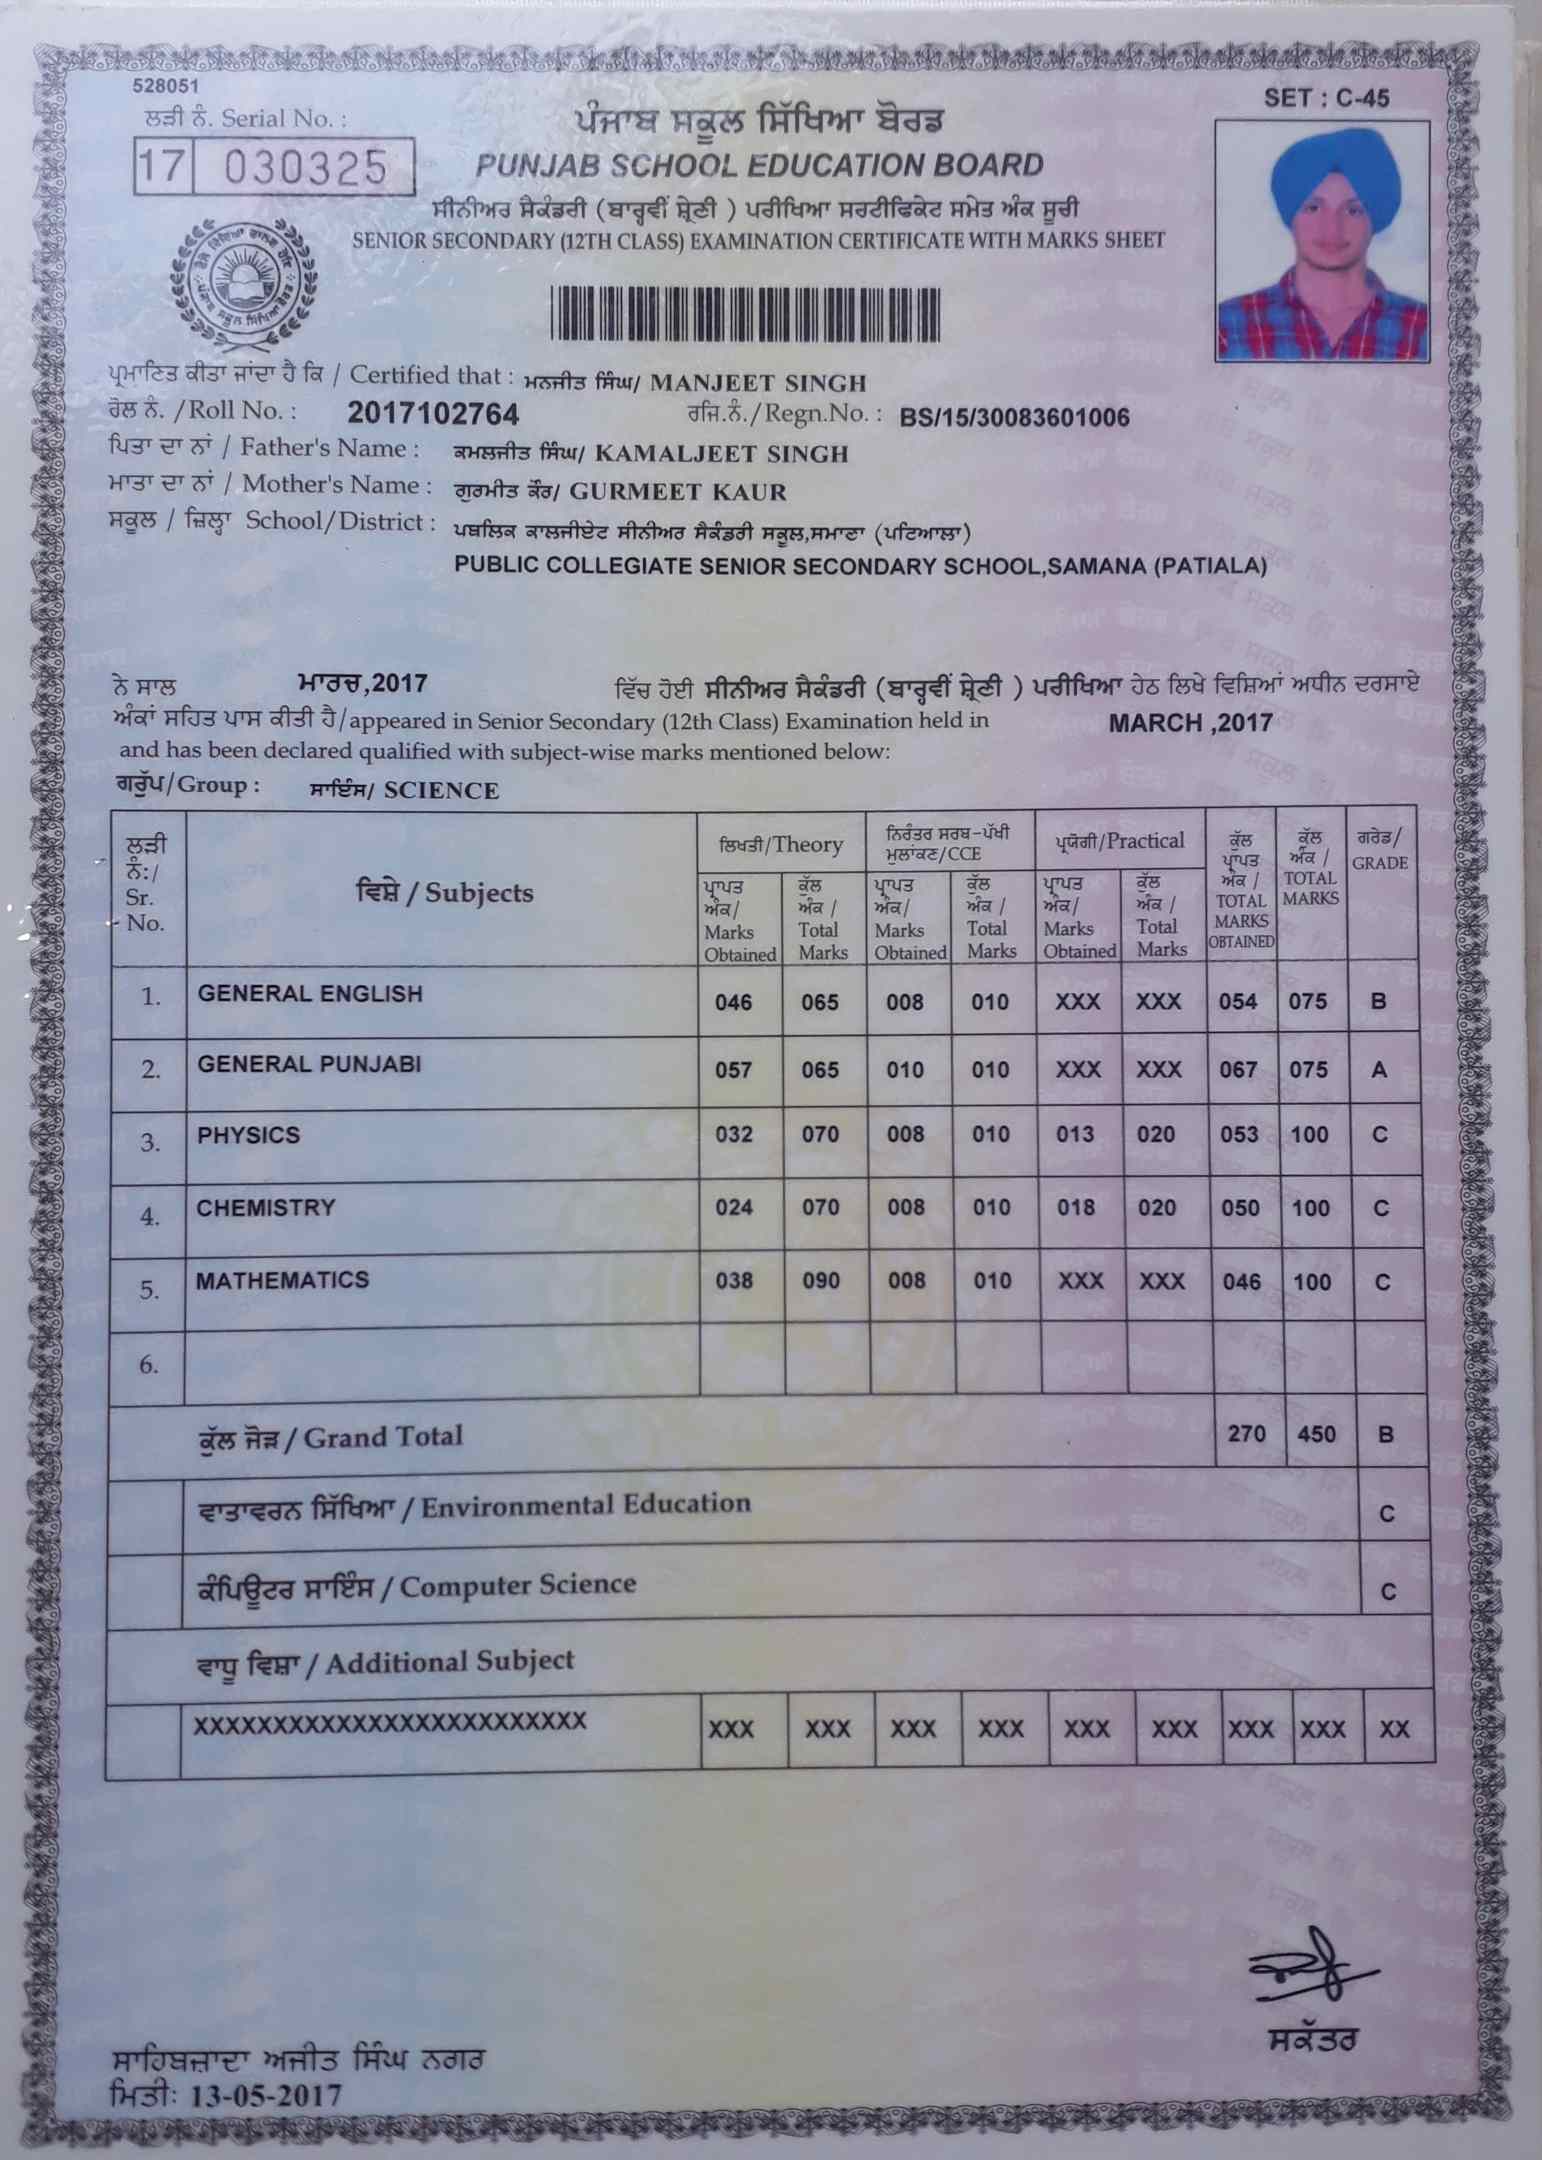 528051
SET : C-45
ਲੜੀ ਨੰ. Serial No. :
17 030325
ਪੰਜਾਬ ਸਕੂਲ ਸਿੱਖਿਆ ਬੋਰਡ
PUNJAB SCHOOL EDUCATION BOARD
ਸੀਨੀਅਰ ਸੈਕੰਡਰੀ (ਬਾਰ੍ਹਵੀਂ ਸ਼੍ਰੇਣੀ ) ਪਰੀਖਿਆ ਸਰਟੀਫਿਕੇਟ ਸਮੇਤ ਅੰਕ ਸੂਚੀ
SENIOR SECONDARY (12TH CLASS) EXAMINATION CERTIFICATE WITH MARKS SHEET
ਪ੍ਰਮਾਣਿਤ ਕੀਤਾ ਜਾਂਦਾ ਹੈ ਕਿ / Certified that : ਮਨਜੀਤ ਸਿੰਘ/ MANJEET SINGH
ਰੋਲ ਨੰ. /Roll No. : 2017102764 ਰਜਿ.ਨੰ./Regn.No. : BS/15/30083601006
ਪਿਤਾ ਦਾ ਨਾਂ / Father's Name : ਕਮਲਜੀਤ ਸਿੰਘ/ KAMALJEET SINGH
ਮਾਤਾ ਦਾ ਨਾਂ / Mother's Name : ਗੁਰਮੀਤ ਕੌਰ/ GURMEET KAUR
ਸਕੂਲ / ਜ਼ਿਲ੍ਹਾ School/District : ਪਬਲਿਕ ਕਾਲਜੀਏਟ ਸੀਨੀਅਰ ਸੈਕੰਡਰੀ ਸਕੂਲ,ਸਮਾਣਾ (ਪਟਿਆਲਾ)
PUBLIC COLLEGIATE SENIOR SECONDARY SCHOOL,SAMANA (PATIALA)
ਨੇ ਸਾਲ ਮਾਰਚ,2017 ਵਿੱਚ ਹੋਈ ਸੀਨੀਅਰ ਸੈਕੰਡਰੀ (ਬਾਰ੍ਹਵੀਂ ਸ਼੍ਰੇਣੀ ) ਪਰੀਖਿਆ ਹੇਠ ਲਿਖੇ ਵਿਸ਼ਿਆਂ ਅਧੀਨ ਦਰਸਾਏ
ਅੰਕਾਂ ਸਹਿਤ ਪਾਸ ਕੀਤੀ ਹੈ/appeared in Senior Secondary (12th Class) Examination held in MARCH ,2017
and has been declared qualified with subject-wise marks mentioned below:
ਗਰੁੱਪ/Group : ਸਾਇੰਸ/ SCIENCE
ਲੜੀ ਨੰ:/ Sr. No. ਵਿਸ਼ੇ / Subjects ਲਿਖਤੀ/Theory ਨਿਰੰਤਰ ਸਰਬ-ਪੱਖੀ ਮੁਲਾਂਕਣ/CCE ਪ੍ਰਯੋਗੀ/Practical ਕੁੱਲ ਪ੍ਰਾਪਤ ਅੰਕ / TOTAL MARKS OBTAINED ਕੁੱਲ ਅੰਕ / TOTAL MARKS ਗਰੇਡ/ GRADE
ਪ੍ਰਾਪਤ ਅੰਕ/ Marks Obtained ਕੁੱਲ ਅੰਕ / Total Marks ਪ੍ਰਾਪਤ ਅੰਕ/ Marks Obtained ਕੁੱਲ ਅੰਕ / Total Marks ਪ੍ਰਾਪਤ ਅੰਕ/ Marks Obtained ਕੁੱਲ ਅੰਕ / Total Marks
1. GENERAL ENGLISH 046 065 008 010 XXX XXX 054 075 B
2. GENERAL PUNJABI 057 065 010 010 XXX XXX 067 075 A
3. PHYSICS 032 070 008 010 013 020 053 100 C
4. CHEMISTRY 024 070 008 010 018 020 050 100 C
5. MATHEMATICS 038 090 008 010 XXX XXX 046 100 C
6.
ਕੁੱਲ ਜੋੜ / Grand Total 270 450 B
ਵਾਤਾਵਰਨ ਸਿੱਖਿਆ / Environmental Education C
ਕੰਪਿਊਟਰ ਸਾਇੰਸ / Computer Science C
ਵਾਧੂ ਵਿਸ਼ਾ / Additional Subject
XXXXXXXXXXXXXXXXXXXXXXXXX XXX XXX XXX XXX XXX XXX XXX XXX XX
ਸਕੱਤਰ
ਸਾਹਿਬਜ਼ਾਦਾ ਅਜੀਤ ਸਿੰਘ ਨਗਰ
ਮਿਤੀ: 13-05-2017